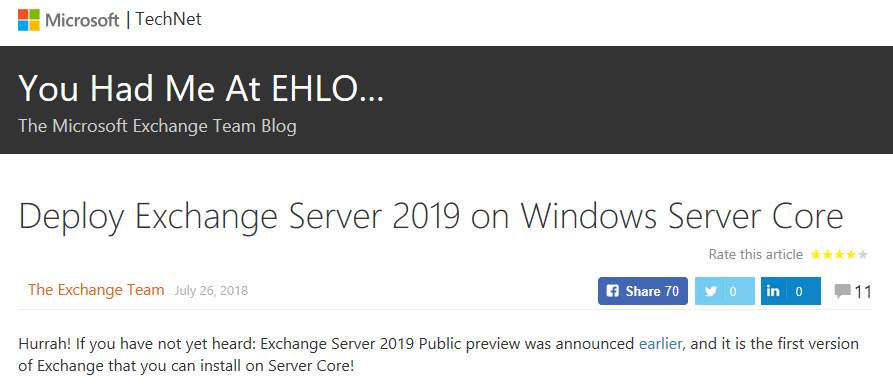 Microsoft | TechNet
You Had Me At EHLO...
The Microsoft Exchange Team Blog
Deploy Exchange Server 2019 on Windows Server Core
Rate this article
The Exchange Team July 26, 2018 Share 70 0 in 0 11
Hurrah! If you have not yet heard: Exchange Server 2019 Public preview was announced earlier, and it is the first version
of Exchange that you can install on Server Core!